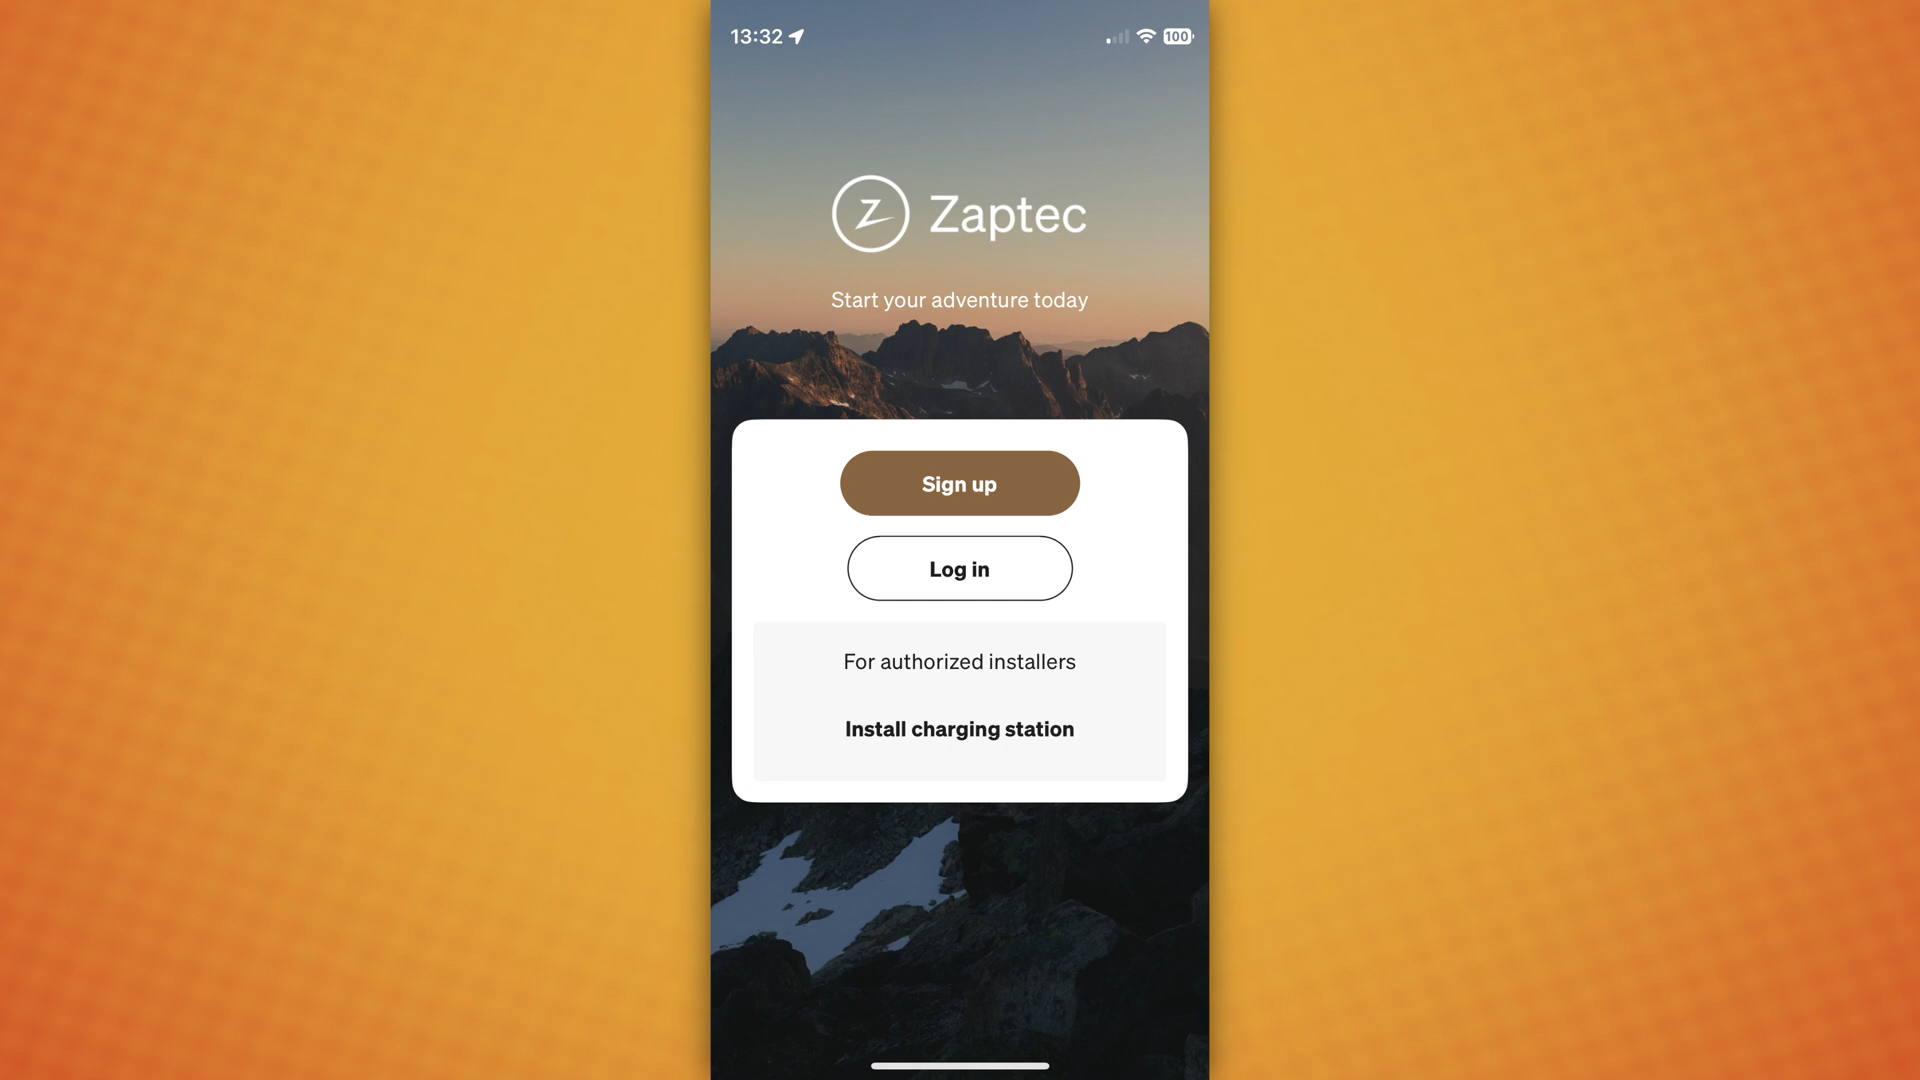 13:32
100
Zaptec
Start your adventure today
Sign up
Log in
For authorized installers
Install charging station